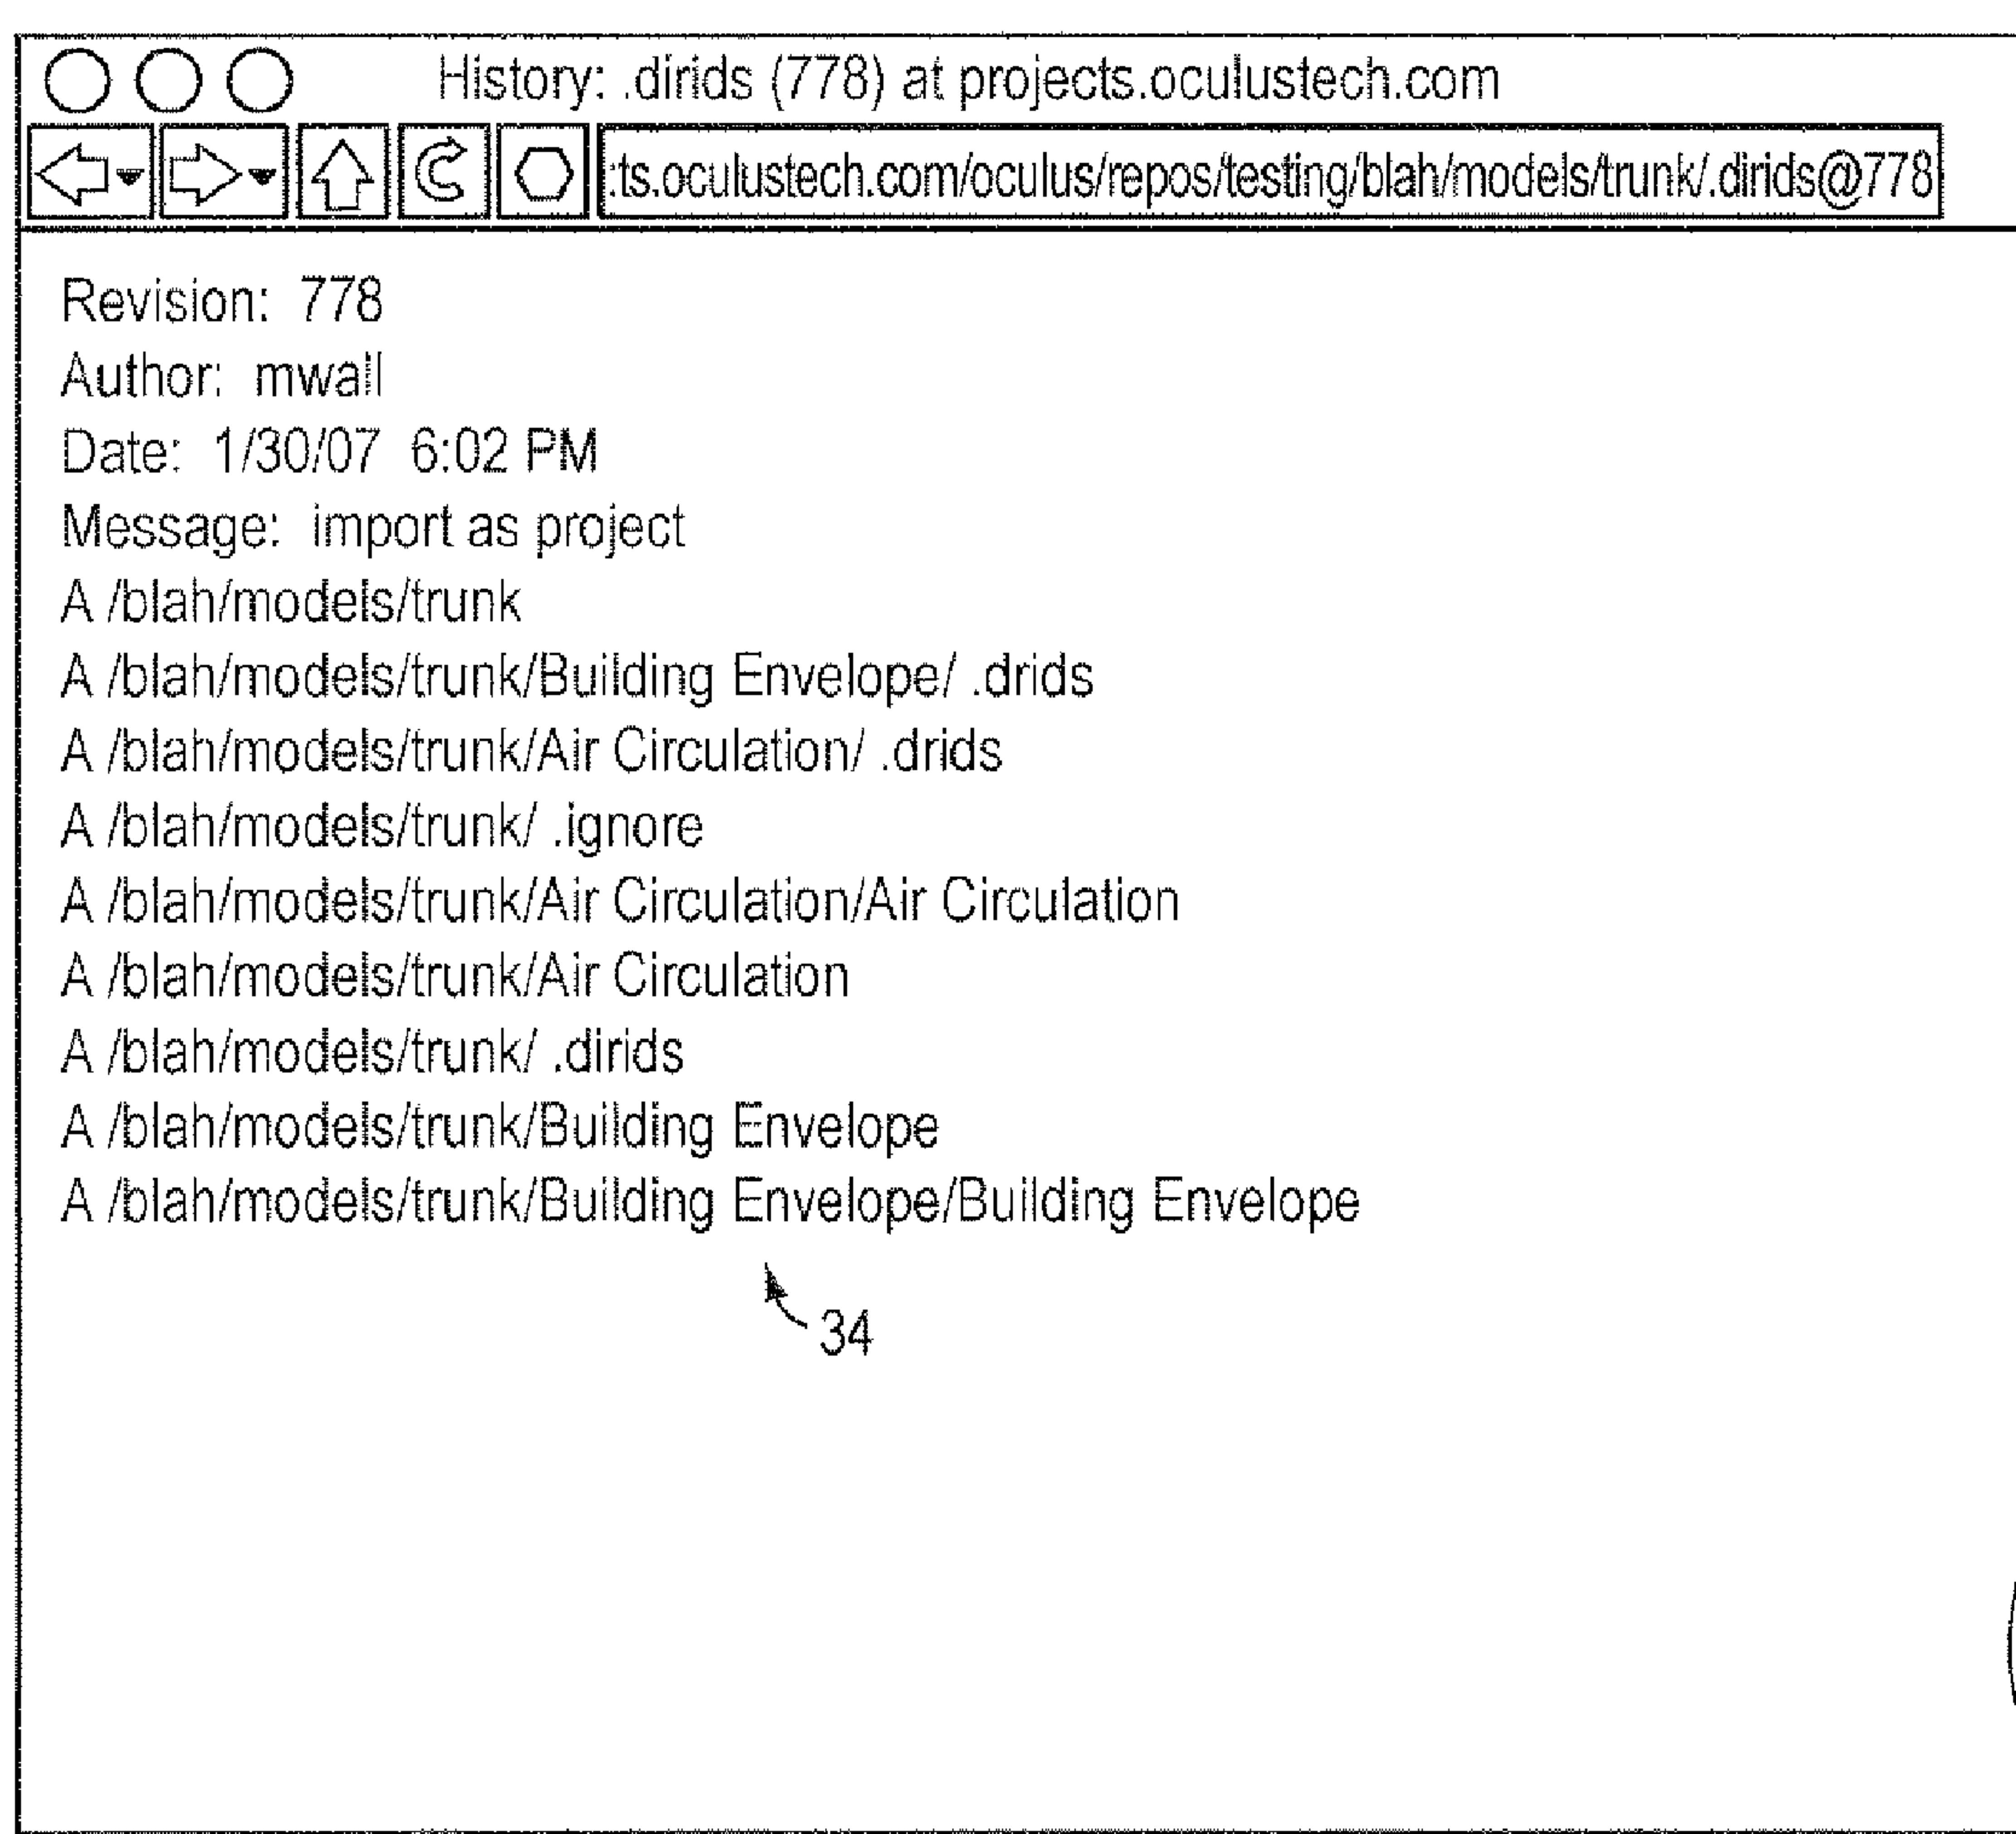 History: .dirids (778) at projects.oculustech.com
:ts.oculustech.com/oculus/repos/testing/blah/models/trunk/.dirids@778
Revision: 778
Author: mwall
Date: 1/30/07 6:02 PM
Message: import as project
A /blah/models/trunk
A /blah/models/trunk/Building Envelope/ .drids
A /blah/models/trunk/Air Circulation/ .drids
A /blah/models/trunk/ .ignore
A /blah/models/trunk/Air Circulation/Air Circulation
A /blah/models/trunk/Air Circulation
A /blah/models/trunk/ .dirids
A /blah/models/trunk/Building Envelope
A /blah/models/trunk/Building Envelope/Building Envelope
34